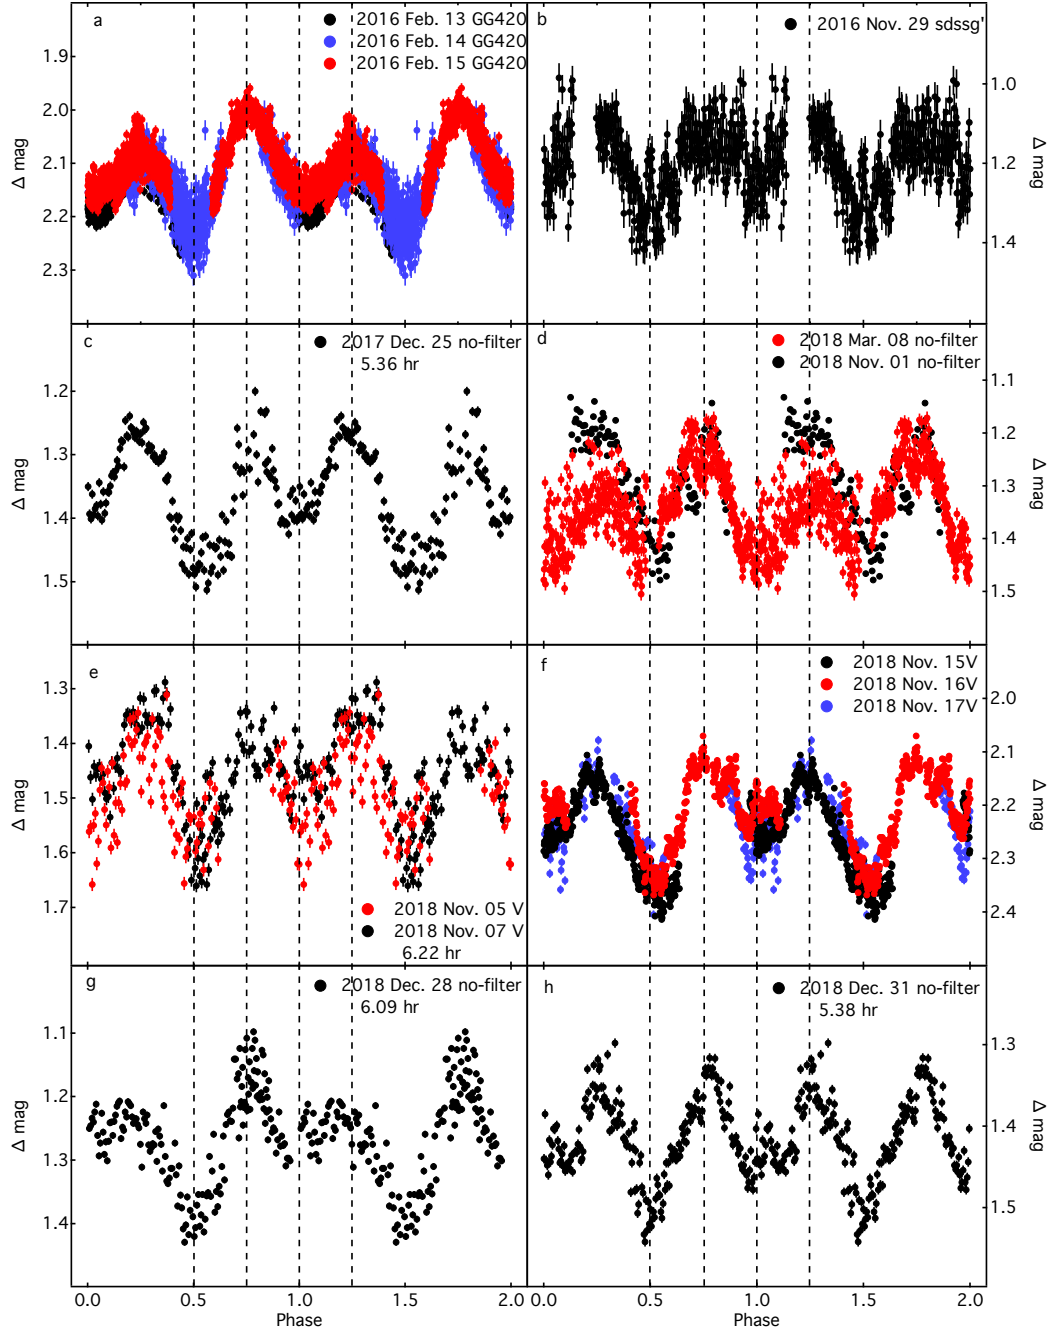 a
2016 Feb. 13 GG420
2016 Feb. 14 GG420
2016 Feb. 15 GG420
1.9
2.0
2.1
2.2
2.3
Δ mag
b
2016 Nov. 29 sdssg'
1.0
1.2
1.4
Δ mag
c
2017 Dec. 25 no-filter
5.36 hr
1.2
1.3
1.4
1.5
Δ mag
d
2018 Mar. 08 no-filter
2018 Nov. 01 no-filter
1.1
1.2
1.3
1.4
1.5
Δ mag
e
1.3
1.4
1.5
1.6
1.7
Δ mag
2018 Nov. 05 V
2018 Nov. 07 V
6.22 hr
f
2018 Nov. 15V
2018 Nov. 16V
2018 Nov. 17V
2.0
2.1
2.2
2.3
2.4
Δ mag
g
2018 Dec. 28 no-filter
6.09 hr
1.1
1.2
1.3
1.4
Δ mag
0.0 0.5 1.0 1.5 2.0
Phase
h
2018 Dec. 31 no-filter
5.38 hr
1.3
1.4
1.5
Δ mag
0.0 0.5 1.0 1.5 2.0
Phase